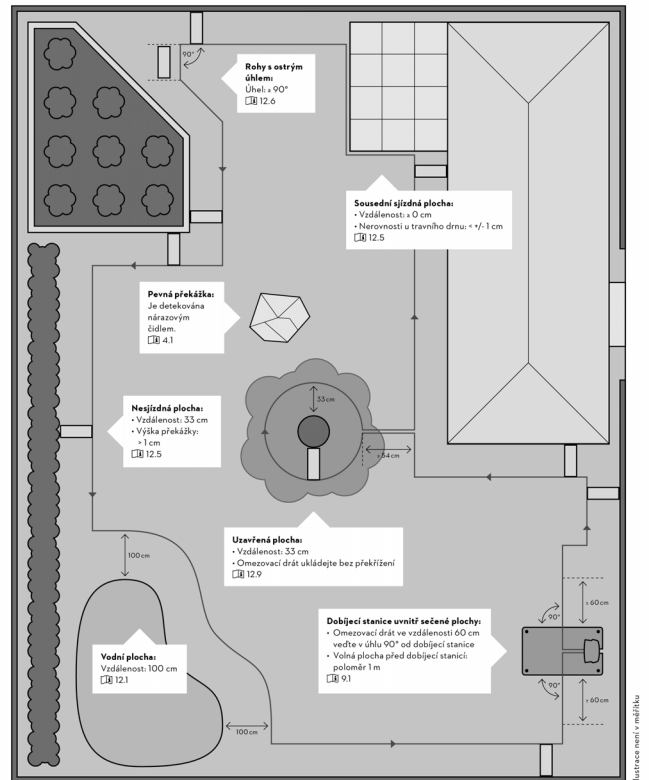 90°
Rohy s ostrým
úhlem:
Úhel: ≥ 90°
12.6
Sousední sjízdná plocha:
• Vzdálenost: ≥ 0 cm
• Nerovnosti u travního drnu: < +/- 1 cm
12.5
Pevná překážka:
Je detekována
nárazovým
čidlem.
4.1
33 cm
Nesjízdná plocha:
• Vzdálenost: 33 cm
• Výška překážky:
> 1 cm
12.5
≥ 54 cm
Uzavřená plocha:
• Vzdálenost: 33 cm
• Omezovací drát ukládejte bez překřížení
12.9
100 cm
≥ 60 cm
90°
Dobíjecí stanice uvnitř sečené plochy:
• Omezovací drát ve vzdálenosti 60 cm
veďte v úhlu 90° od dobíjecí stanice
• Volná plocha před dobíjecí stanicí:
poloměr 1 m
9.1
Vodní plocha:
Vzdálenost: 100 cm
12.1
90°
≥ 60 cm
100 cm
lustrace není v měřítku